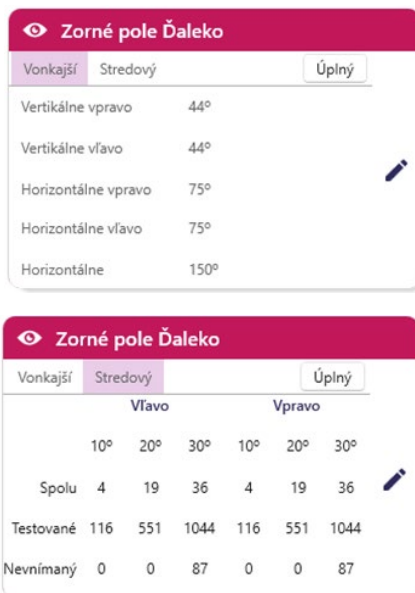 Zorné pole Ďaleko
Vonkajší Stredový Úplný
Vertikálne vpravo 44º
Vertikálne vľavo 44º
Horizontálne vpravo 75º
Horizontálne vľavo 75º
Horizontálne 150º
Zorné pole Ďaleko
Vonkajší Stredový Úplný
Vľavo Vpravo
10º 20º 30º 10º 20º 30º
Spolu 4 19 36 4 19 36
Testované 116 551 1044 116 551 1044
Nevnímaný 0 0 87 0 0 87